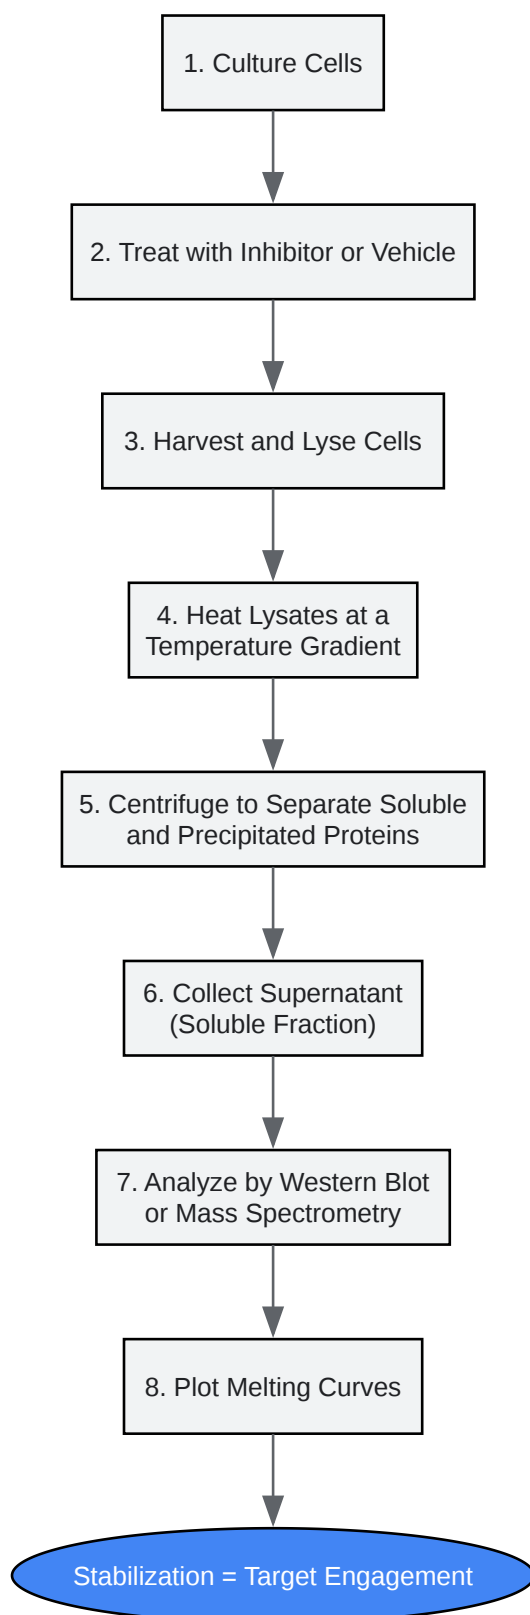 1. Culture Cells
2. Treat with Inhibitor or Vehicle
3. Harvest and Lyse Cells
4. Heat Lysates at a
Temperature Gradient
5. Centrifuge to Separate Soluble
and Precipitated Proteins
6. Collect Supernatant
(Soluble Fraction)
7. Analyze by Western Blot
or Mass Spectrometry
8. Plot Melting Curves
Stabilization = Target Engagement